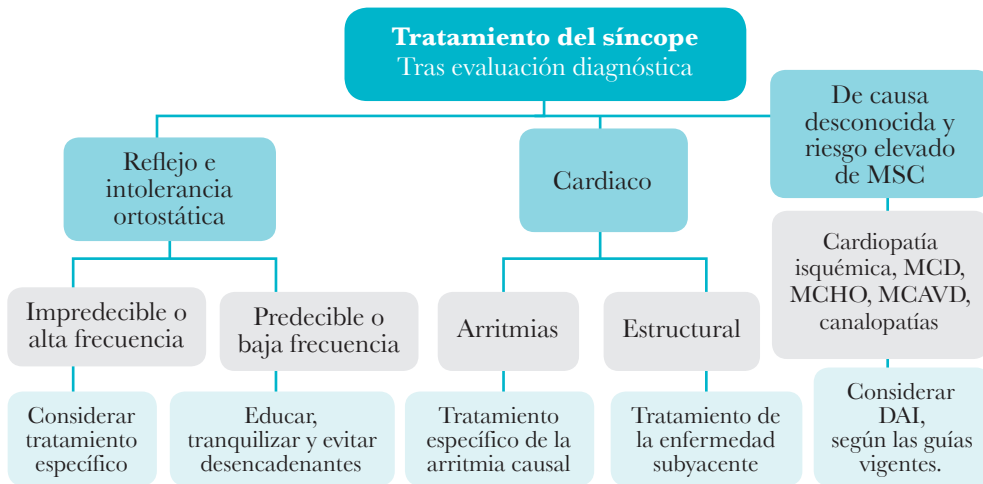 Tratamiento del síncope
Tras evaluación diagnóstica
Reflejo e
intolerancia
ortostática
Cardiaco
De causa
desconocida y
riesgo elevado
de MSC
Impredecible o
alta frecuencia
Predecible o
baja frecuencia
Arritmias
Estructural
Cardiopatía
isquémica, MCD,
MCHO, MCAVD,
canalopatías
Considerar
tratamiento
específico
Educar,
tranquilizar y evitar
desencadenantes
Tratamiento
específico de la
arritmia causal
Tratamiento de
la enfermedad
subyacente
Considerar
DAI,
según las guías
vigentes.